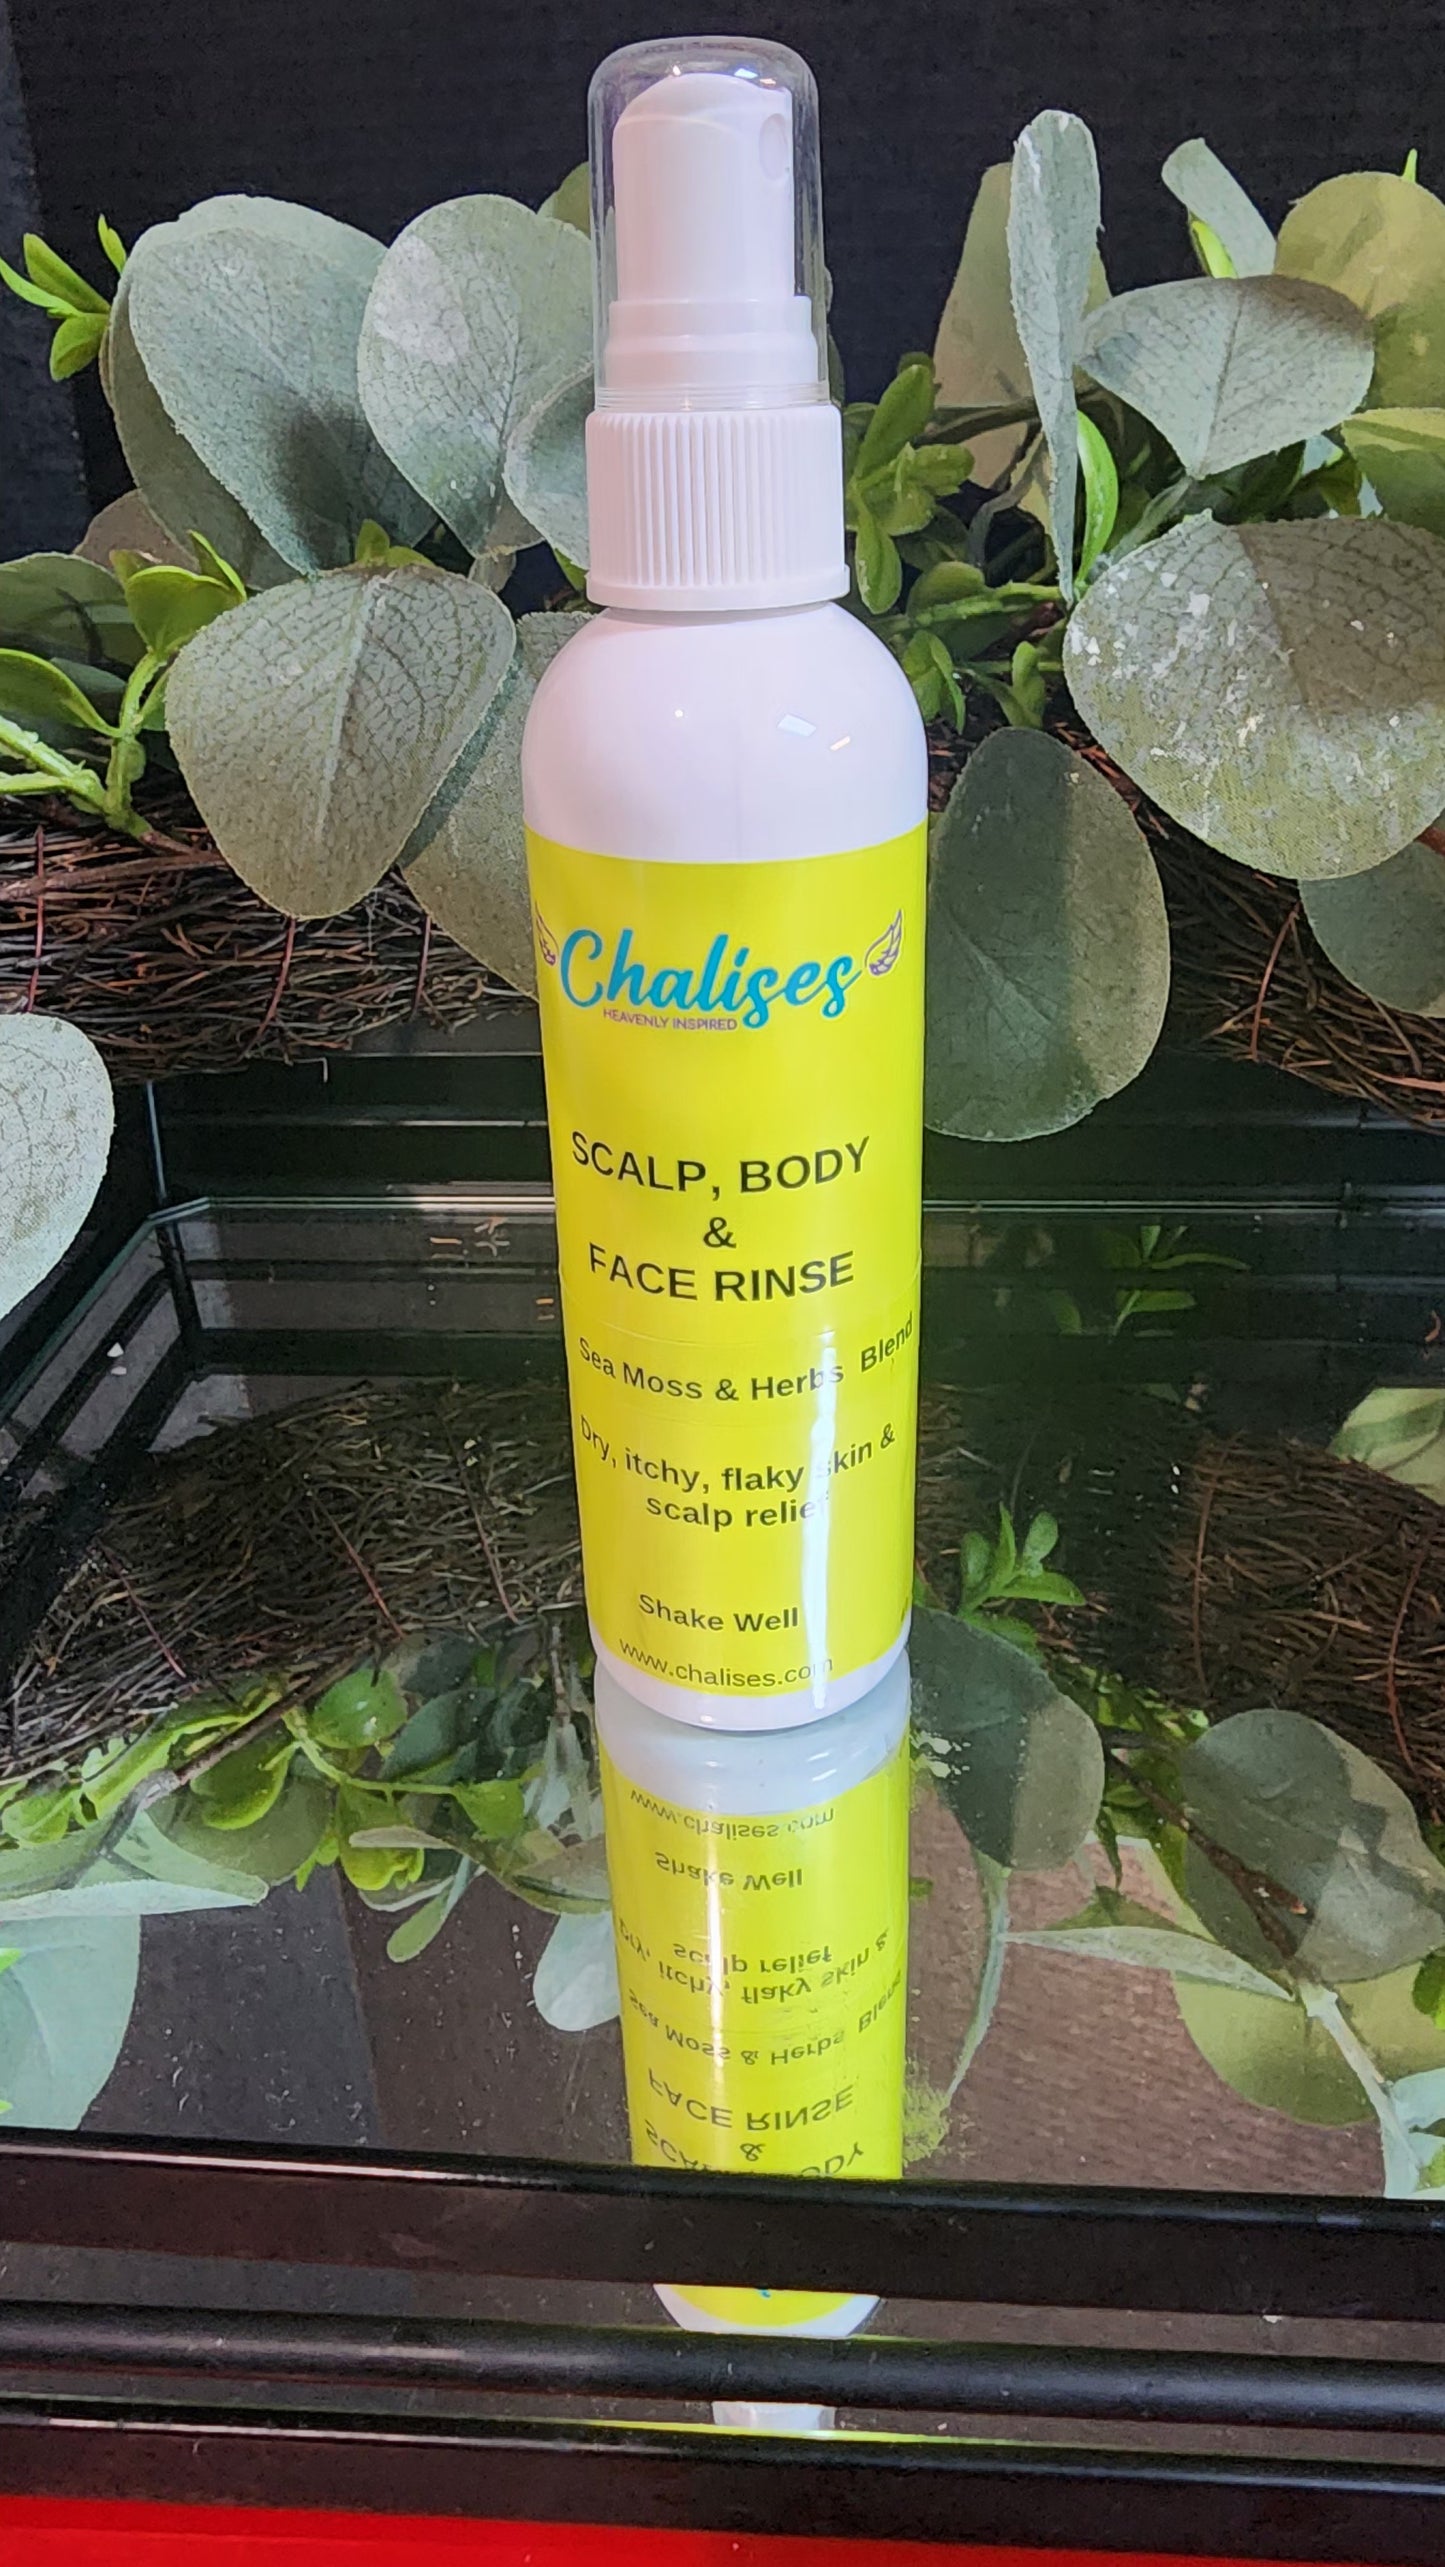 Chalises
HEAVENLY INSPIRED
SCALP, BODY
&
FACE RINSE
Sea Moss & Herbs Blend
Dry, itchy, flaky skin &
scalp relief
Shake Well
www.chalises.com